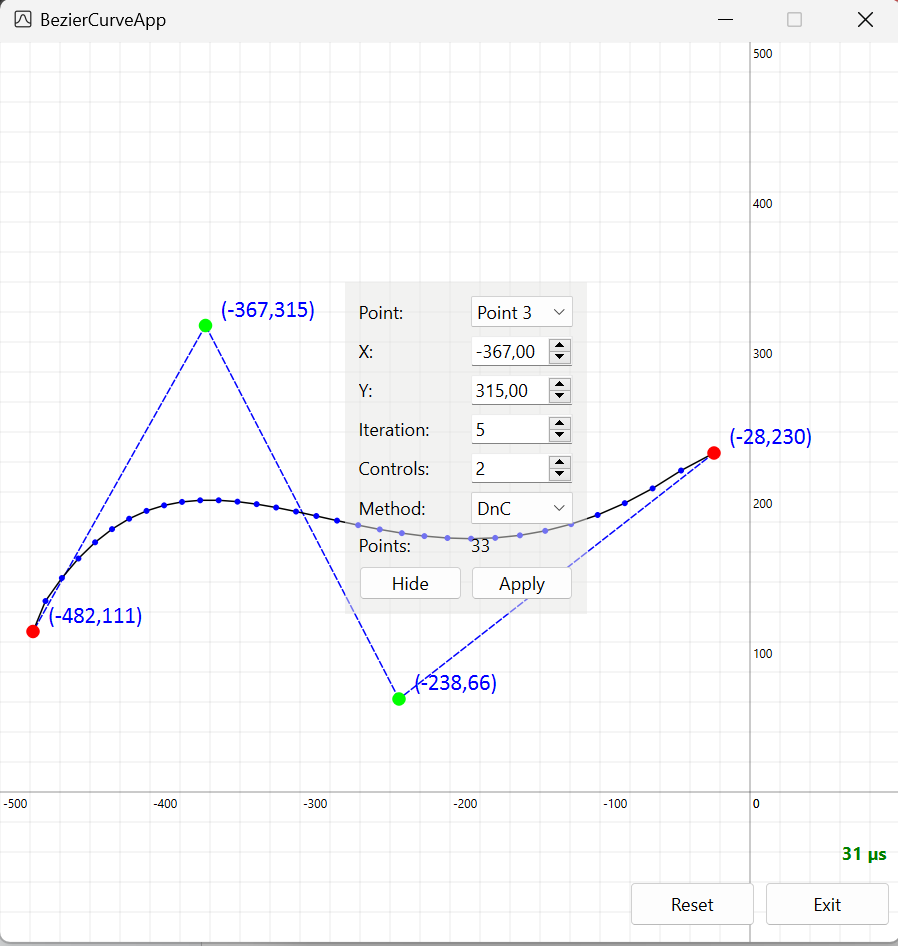 BezierCurveApp
500
400
(-367,315)
Point: Point 3
X: -367,00
300
Y: 315,00
Iteration: 5
(-28,230)
Controls: 2
200
Method: DnC
Points: 33
Hide Apply
(-482,111)
100
(-238,66)
-500 -400 -300 -200 -100 0
31 µs
Reset Exit